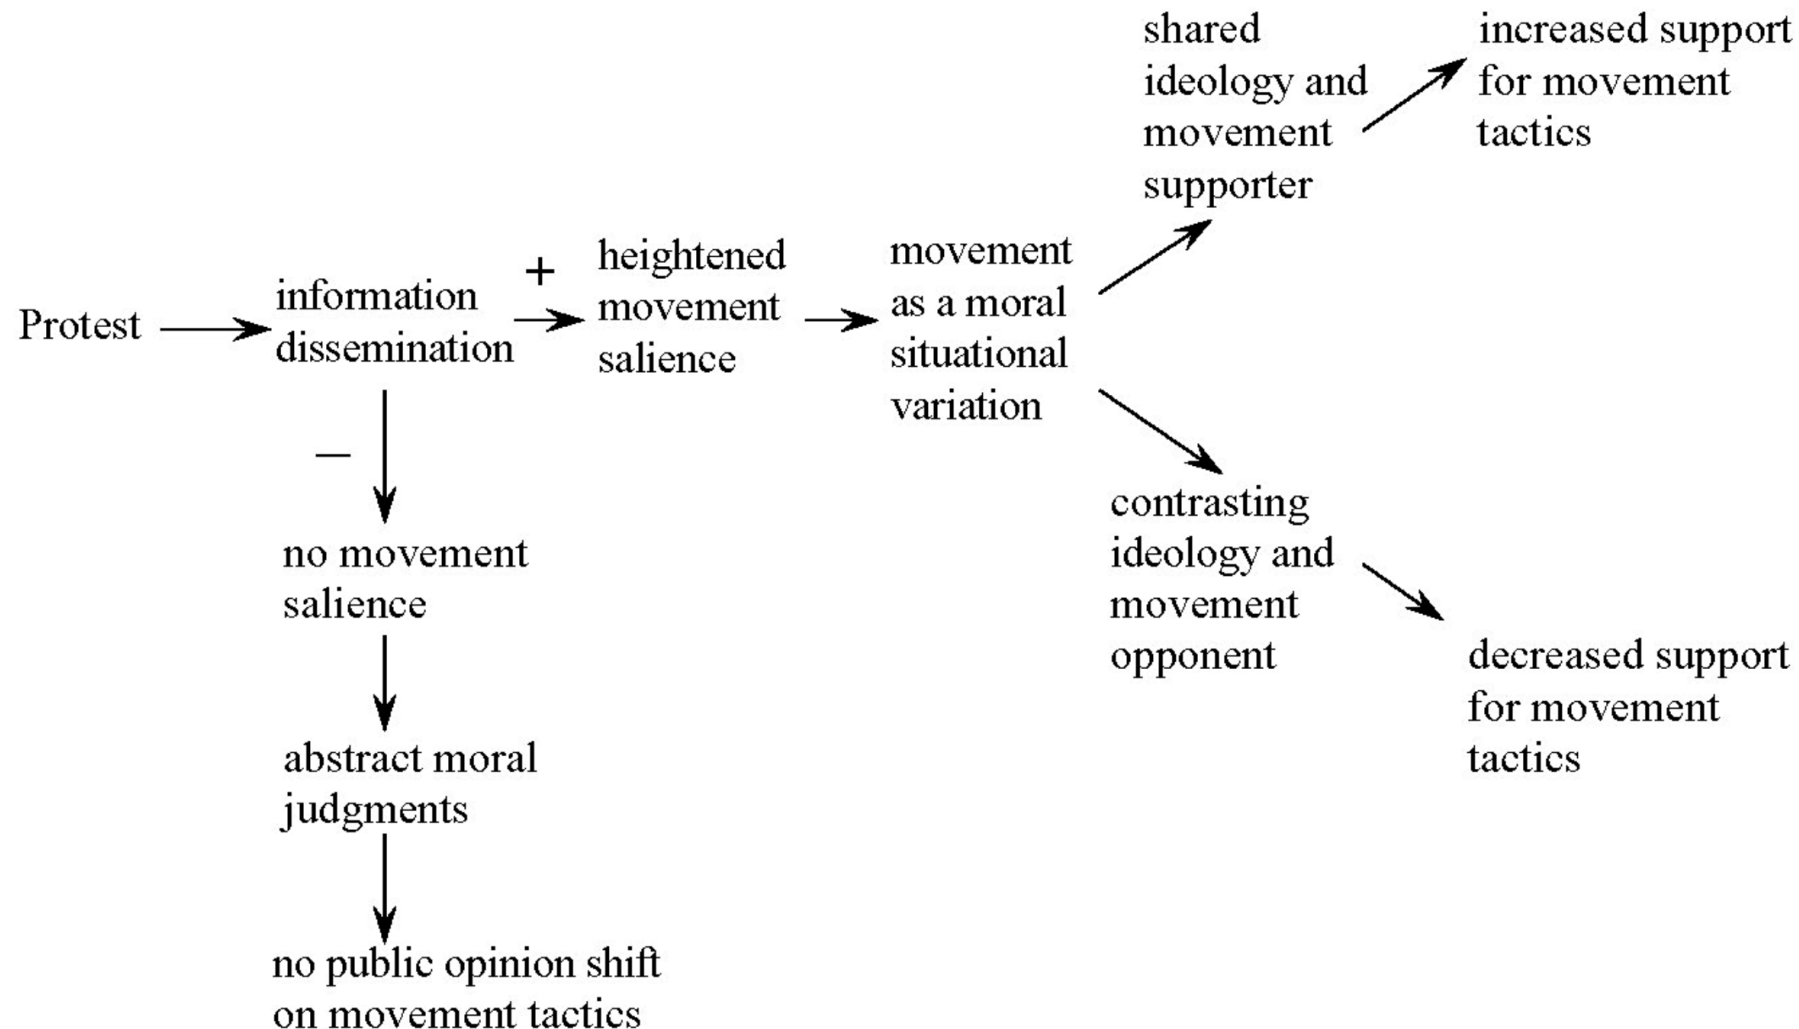 Protest
information
dissemination
+
heightened
movement
salience
movement
as a moral
situational
variation
shared
ideology and
movement
supporter
increased support
for movement
tactics
contrasting
ideology and
movement
opponent
decreased support
for movement
tactics
—
no movement
salience
abstract moral
judgments
no public opinion shift
on movement tactics